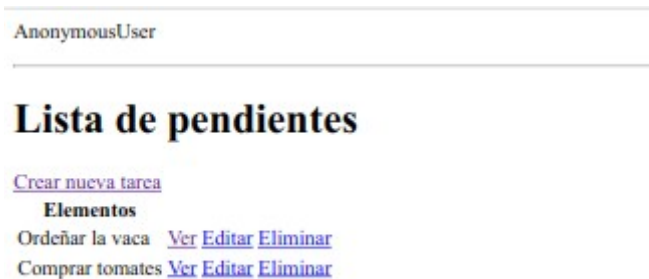 AnonymousUser
Lista de pendientes
Crear nueva tarea
Elementos
Ordeñar la vaca Ver Editar Eliminar
Comprar tomates Ver Editar Eliminar